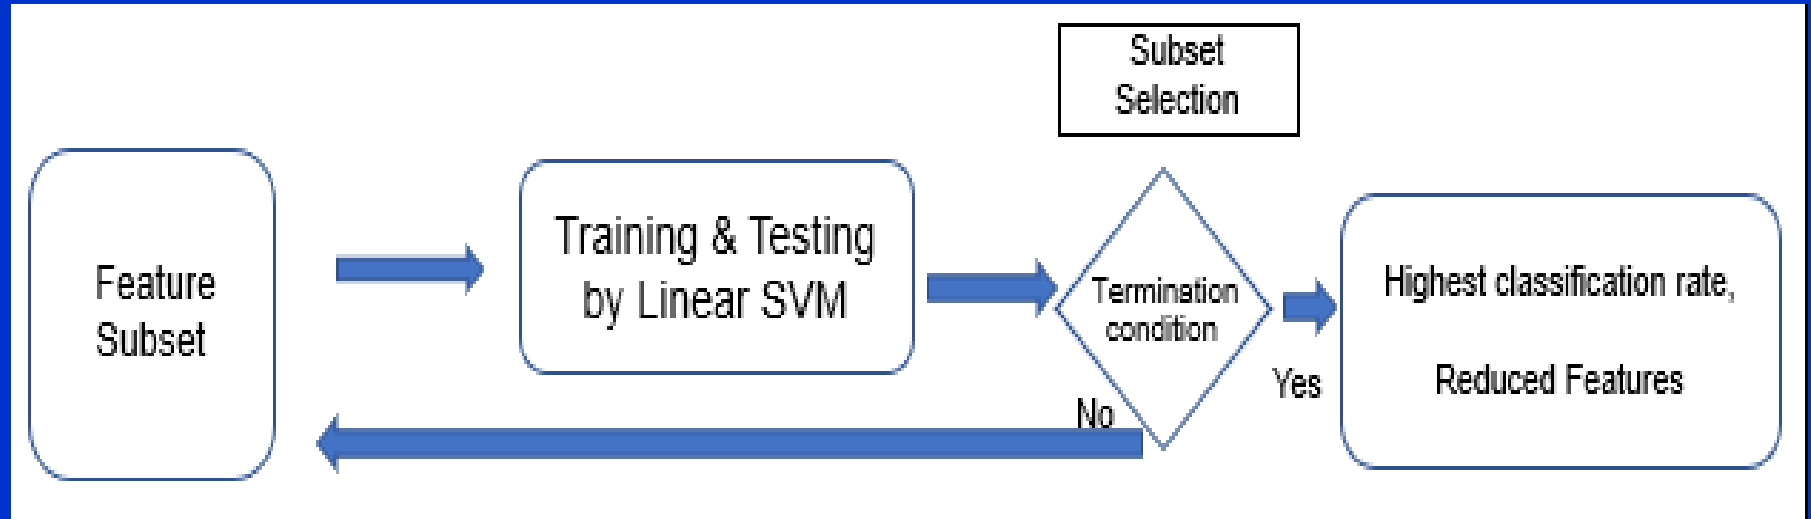 Subset
Selection
Feature
Subset
Training & Testing
by Linear SVM
Termination
condition
No
Yes
Highest classification rate,
Reduced Features